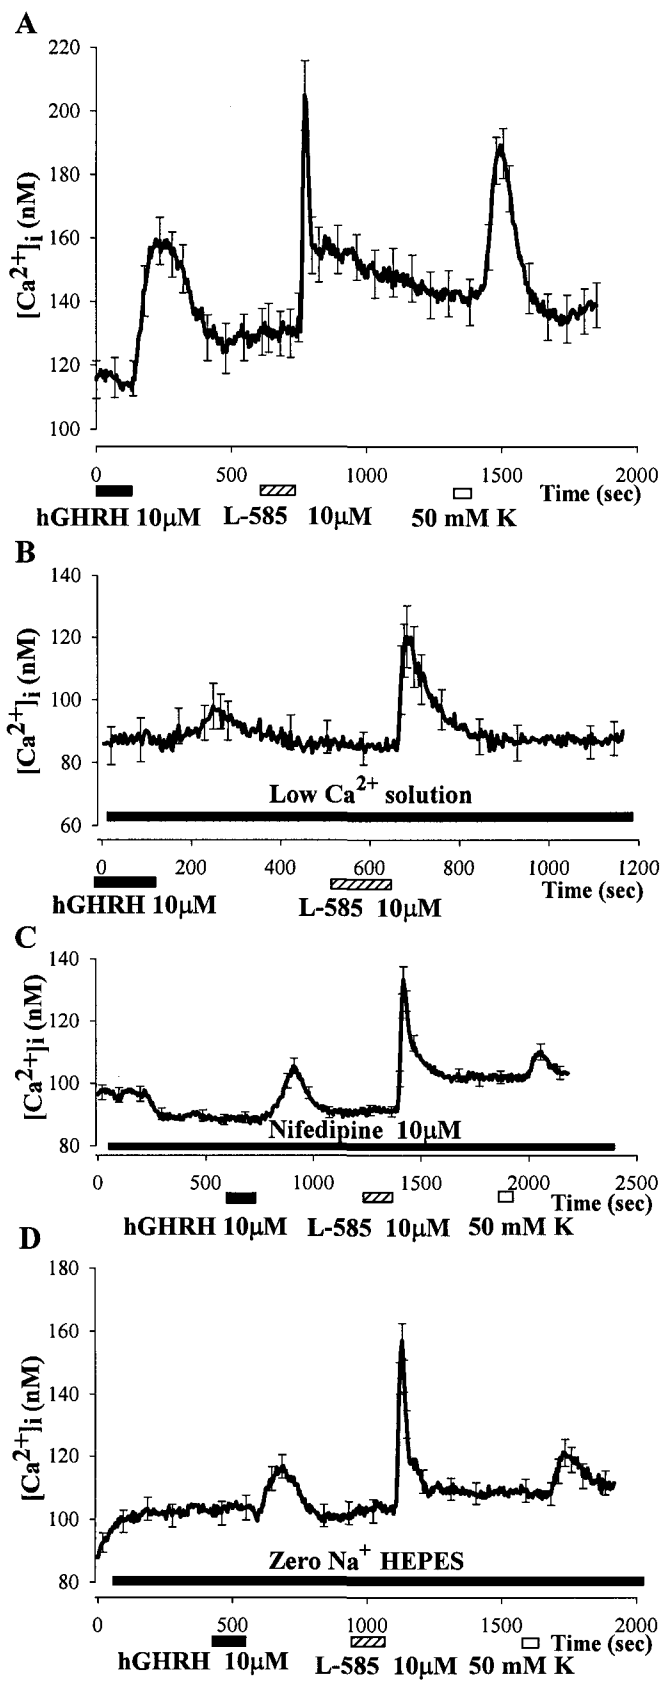 A
220
200
180
160
140
120
100
[Ca2+]i (nM)
0 500 1000 1500 2000
Time (sec)
hGHRH 10μM L-585 10μM 50 mM K
B
140
120
100
80
60
[Ca2+]i (nM)
Low Ca2+ solution
0 200 400 600 800 1000 1200
Time (sec)
hGHRH 10μM L-585 10μM
C
140
120
100
80
[Ca2+]i (nM)
Nifedipine 10μM
0 500 1000 1500 2000 2500
Time (sec)
hGHRH 10μM L-585 10μM 50 mM K
D
180
160
140
120
100
80
[Ca2+]i (nM)
Zero Na+ HEPES
0 500 1000 1500 2000
Time (sec)
hGHRH 10μM L-585 10μM 50 mM K